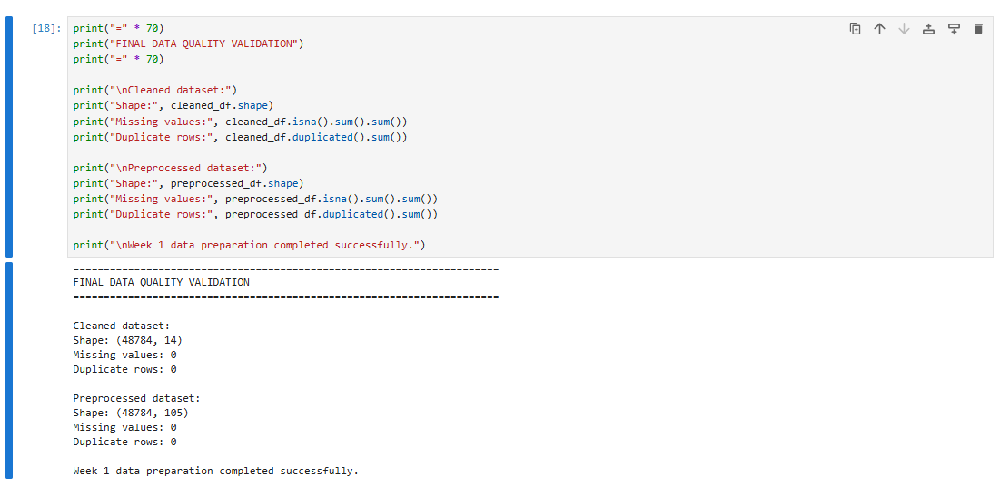 [18]:
print("=" * 70)
print("FINAL DATA QUALITY VALIDATION")
print("=" * 70)
print("\nCleaned dataset:")
print("Shape:", cleaned_df.shape)
print("Missing values:", cleaned_df.isna().sum().sum())
print("Duplicate rows:", cleaned_df.duplicated().sum())
print("\nPreprocessed dataset:")
print("Shape:", preprocessed_df.shape)
print("Missing values:", preprocessed_df.isna().sum().sum())
print("Duplicate rows:", preprocessed_df.duplicated().sum())
print("\nWeek 1 data preparation completed successfully.")
======================================================================
FINAL DATA QUALITY VALIDATION
======================================================================
Cleaned dataset:
Shape: (48784, 14)
Missing values: 0
Duplicate rows: 0
Preprocessed dataset:
Shape: (48784, 105)
Missing values: 0
Duplicate rows: 0
Week 1 data preparation completed successfully.